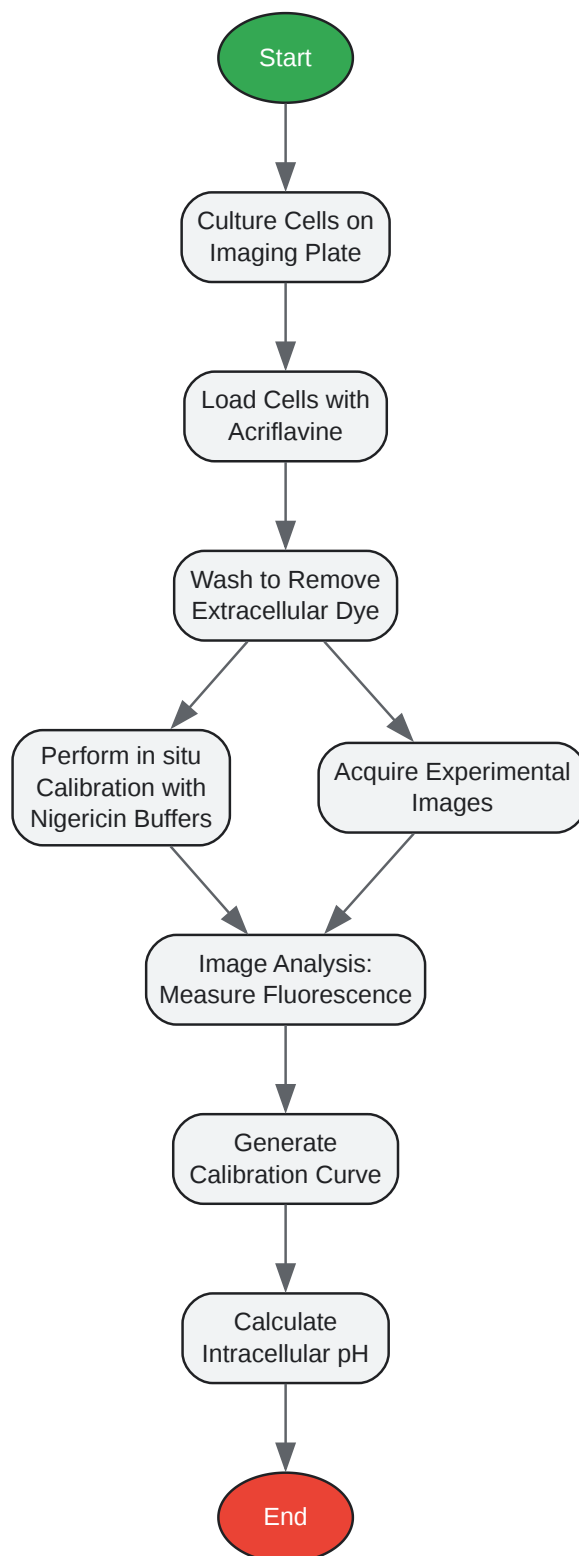 Start
Culture Cells on
Imaging Plate
Load Cells with
Acriflavine
Wash to Remove
Extracellular Dye
Perform in situ
Calibration with
Nigericin Buffers
Acquire Experimental
Images
Image Analysis:
Measure Fluorescence
Generate
Calibration Curve
Calculate
Intracellular pH
End